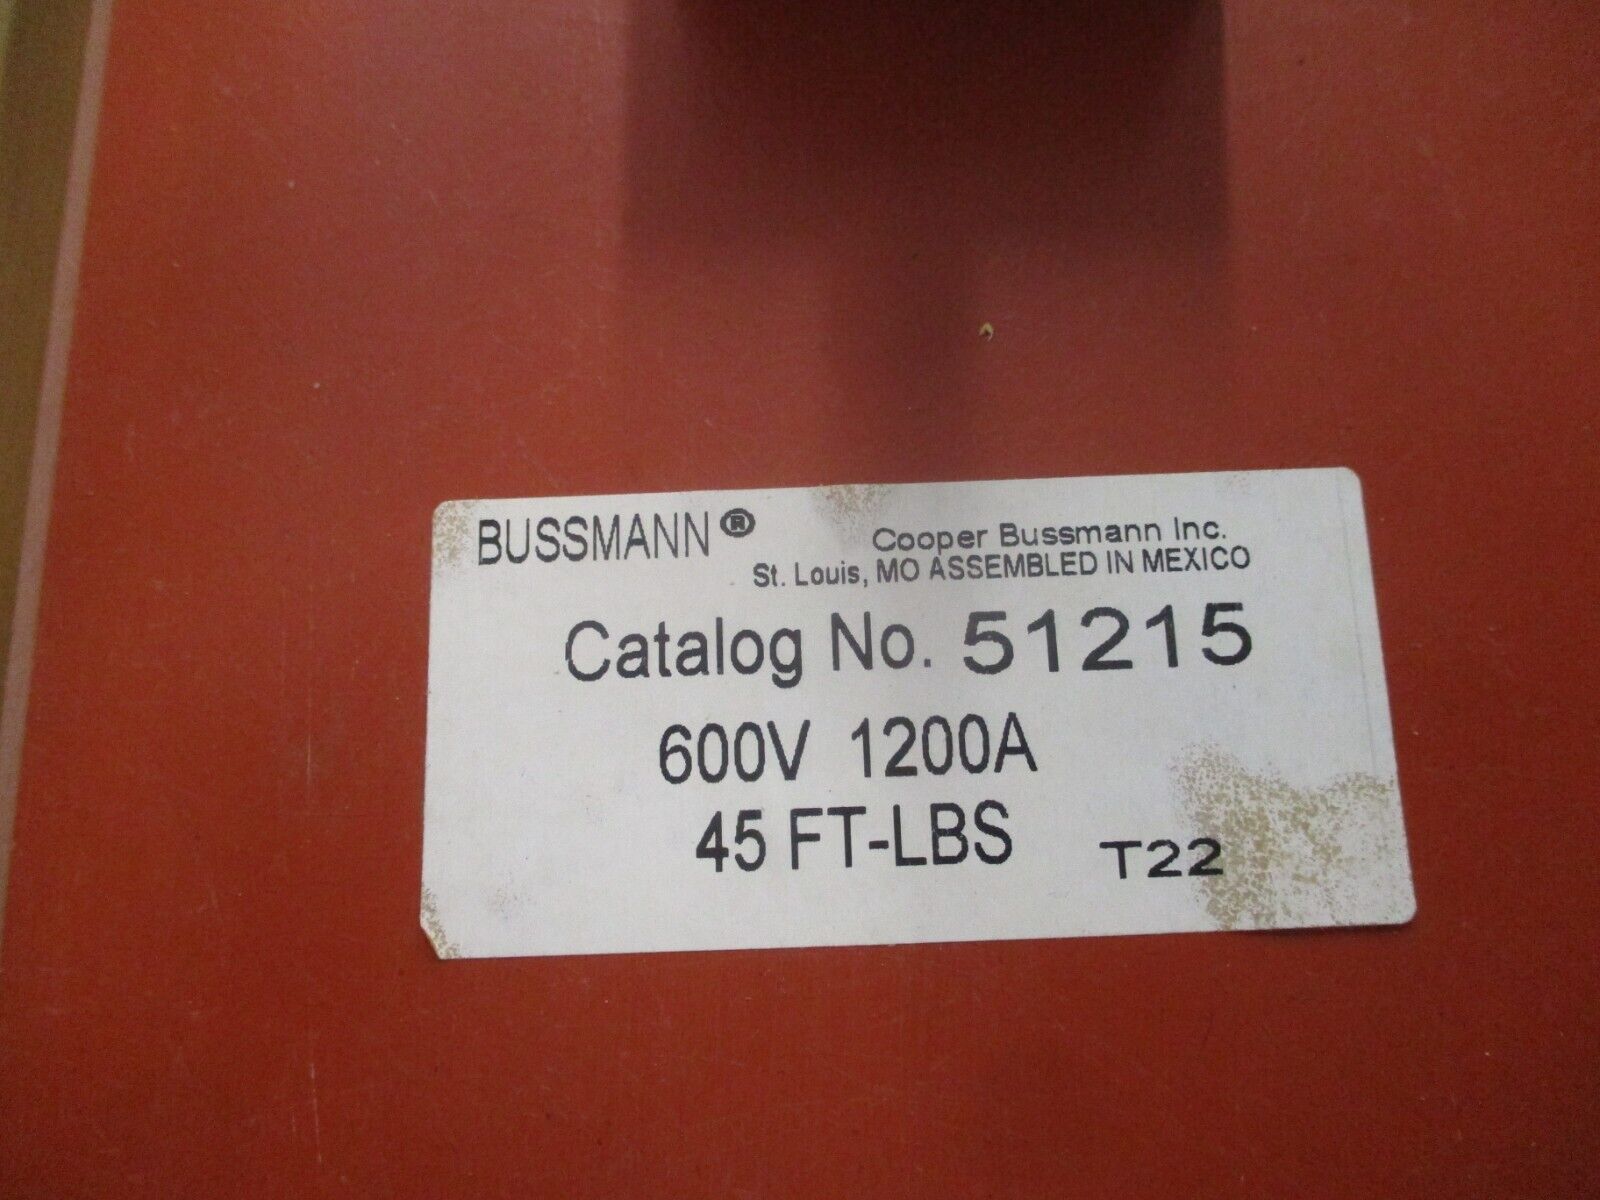 BUSSMANN®
Cooper Bussmann Inc.
St. Louis, MO ASSEMBLED IN MEXICO
Catalog No. 51215
600V 1200A
45 FT-LBS
T22